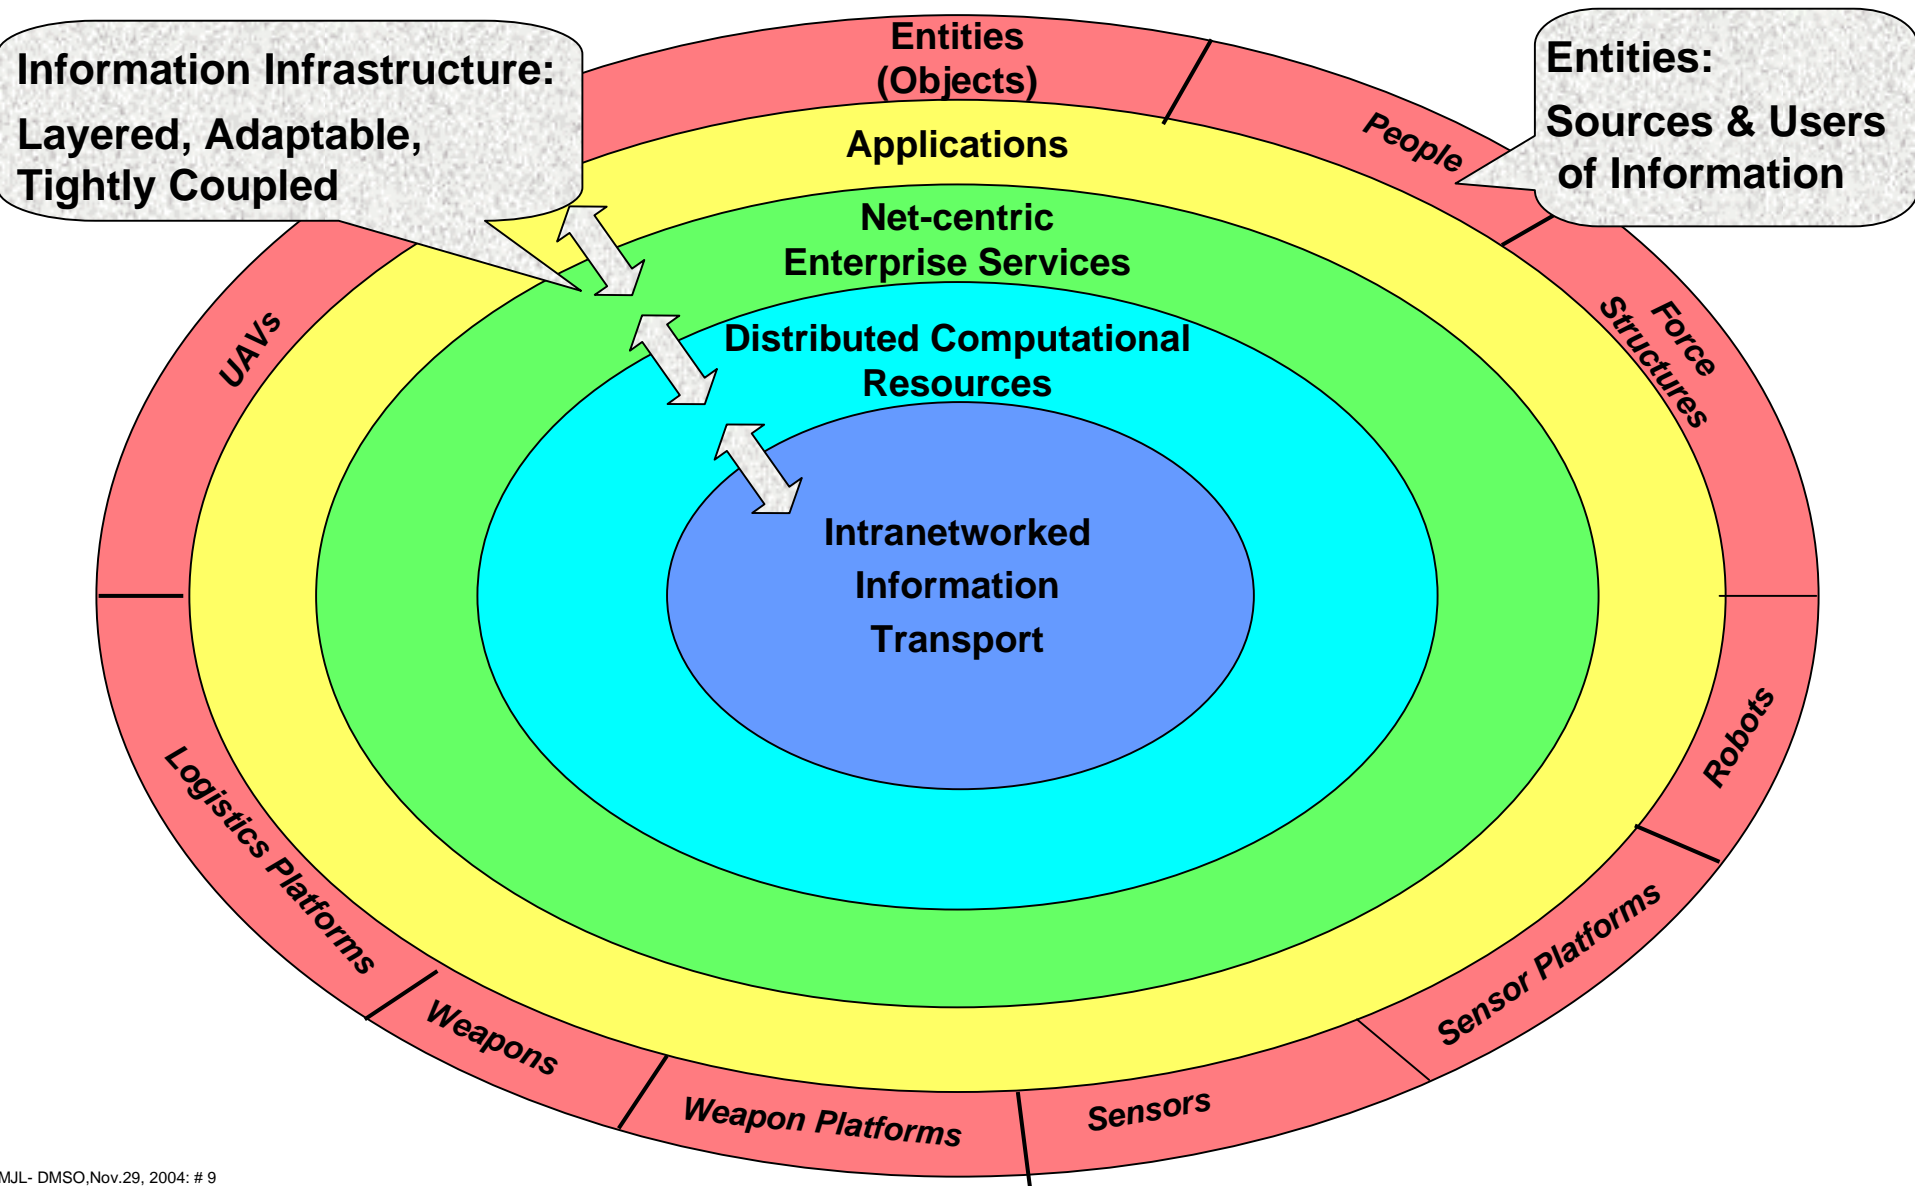 Information Infrastructure:
Layered, Adaptable,
Tightly Coupled
Entities
(Objects)
Entities:
Sources & Users
of Information
Applications
People
Net-centric
Enterprise Services
Force
Structures
UAVs
Distributed Computational
Resources
Intranetworked
Information
Transport
Robots
Logistics Platforms
Sensor Platforms
Weapons
Weapon Platforms
Sensors
MJL- DMSO,Nov.29, 2004: # 9